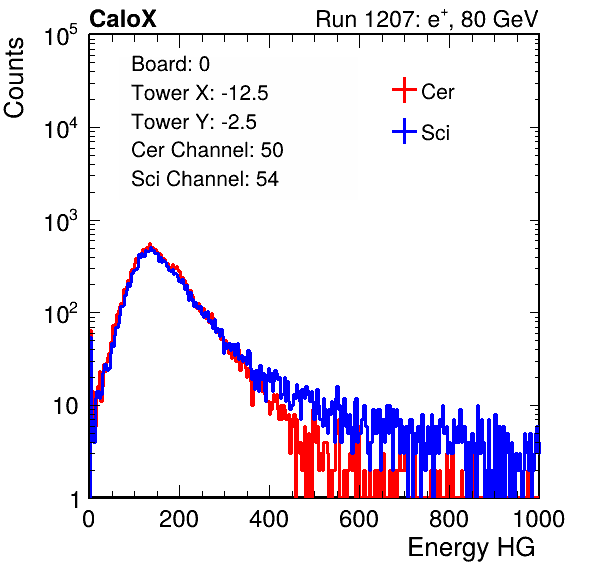 CaloX Run 1207: e⁺, 80 GeV
Counts
10⁵
10⁴
10³
10²
10
1
Board: 0
Tower X: -12.5
Tower Y: -2.5
Cer Channel: 50
Sci Channel: 54
Cer
Sci
0 200 400 600 800 1000
Energy HG